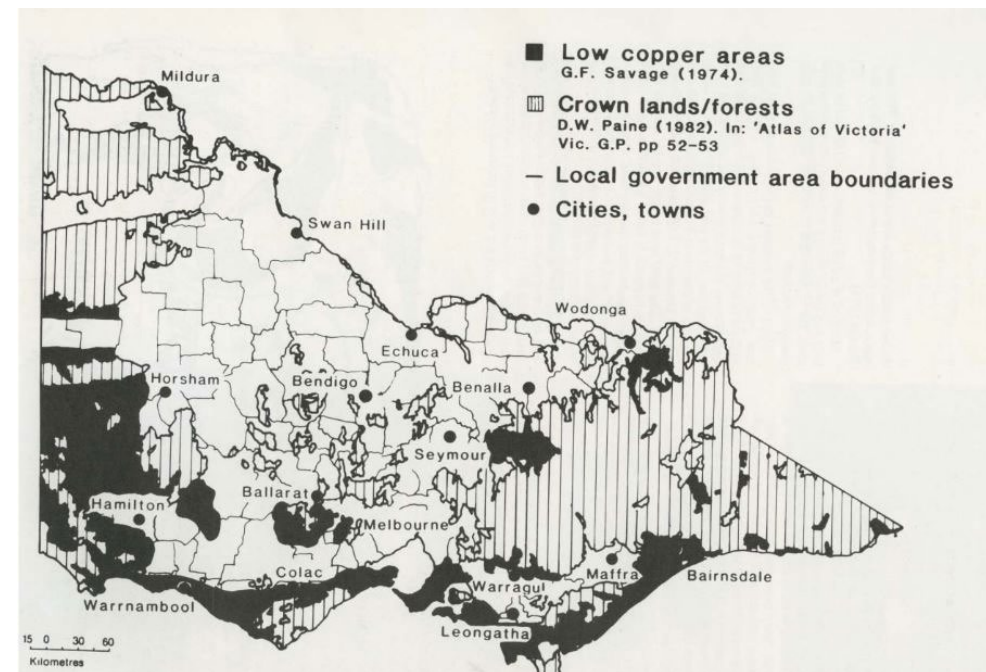 Low copper areas
G.F. Savage (1974).
Crown lands/forests
D.W. Paine (1982). In: 'Atlas of Victoria'
Vic. G.P. pp 52-53
Local government area boundaries
Cities, towns
Mildura
Swan Hill
Wodonga
Echuca
Horsham
Bendigo
Benalla
Seymour
Ballarat
Hamilton
Melbourne
Colac
Warragul
Maffra
Bairnsdale
Warrnambool
Leongatha
15 0 30 60
Kilometres